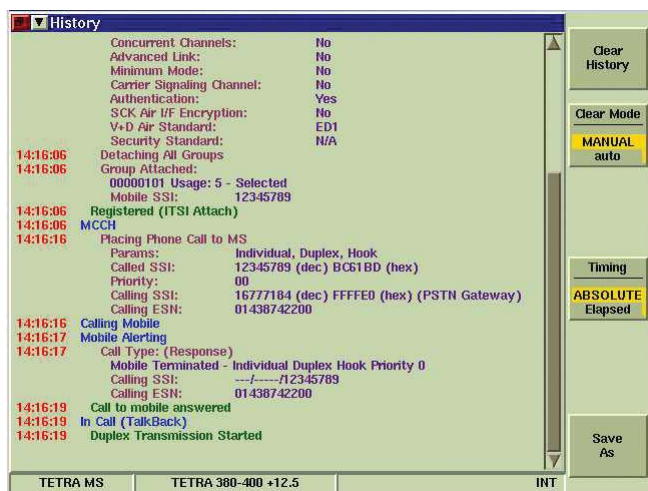 History
Concurrent Channels: No
Advanced Link: No
Minimum Mode: No
Carrier Signaling Channel: No
Authentication: Yes
SCK Air I/F Encryption: No
V+D Air Standard: ED1
Security Standard: N/A
14:16:06 Detaching All Groups
14:16:06 Group Attached:
00000101 Usage: 5 - Selected
Mobile SSI: 12345789
14:16:06 Registered (ITSI Attach)
14:16:06 MCCH
14:16:16 Placing Phone Call to MS
Params: Individual, Duplex, Hook
Called SSI: 12345789 (dec) BC61BD (hex)
Priority: 00
Calling SSI: 16777184 (dec) FFFFE0 (hex) (PSTN Gateway)
Calling ESN: 01438742200
14:16:16 Calling Mobile
14:16:17 Mobile Alerting
14:16:17 Call Type: (Response)
Mobile Terminated - Individual Duplex Hook Priority 0
Calling SSI: ---/-----/12345789
Calling ESN: 01438742200
14:16:19 Call to mobile answered
14:16:19 In Call (TalkBack)
14:16:19 Duplex Transmission Started
Clear
History
Clear Mode
MANUAL
auto
Timing
ABSOLUTE
Elapsed
Save
As
TETRA MS TETRA 380-400 +12.5 INT